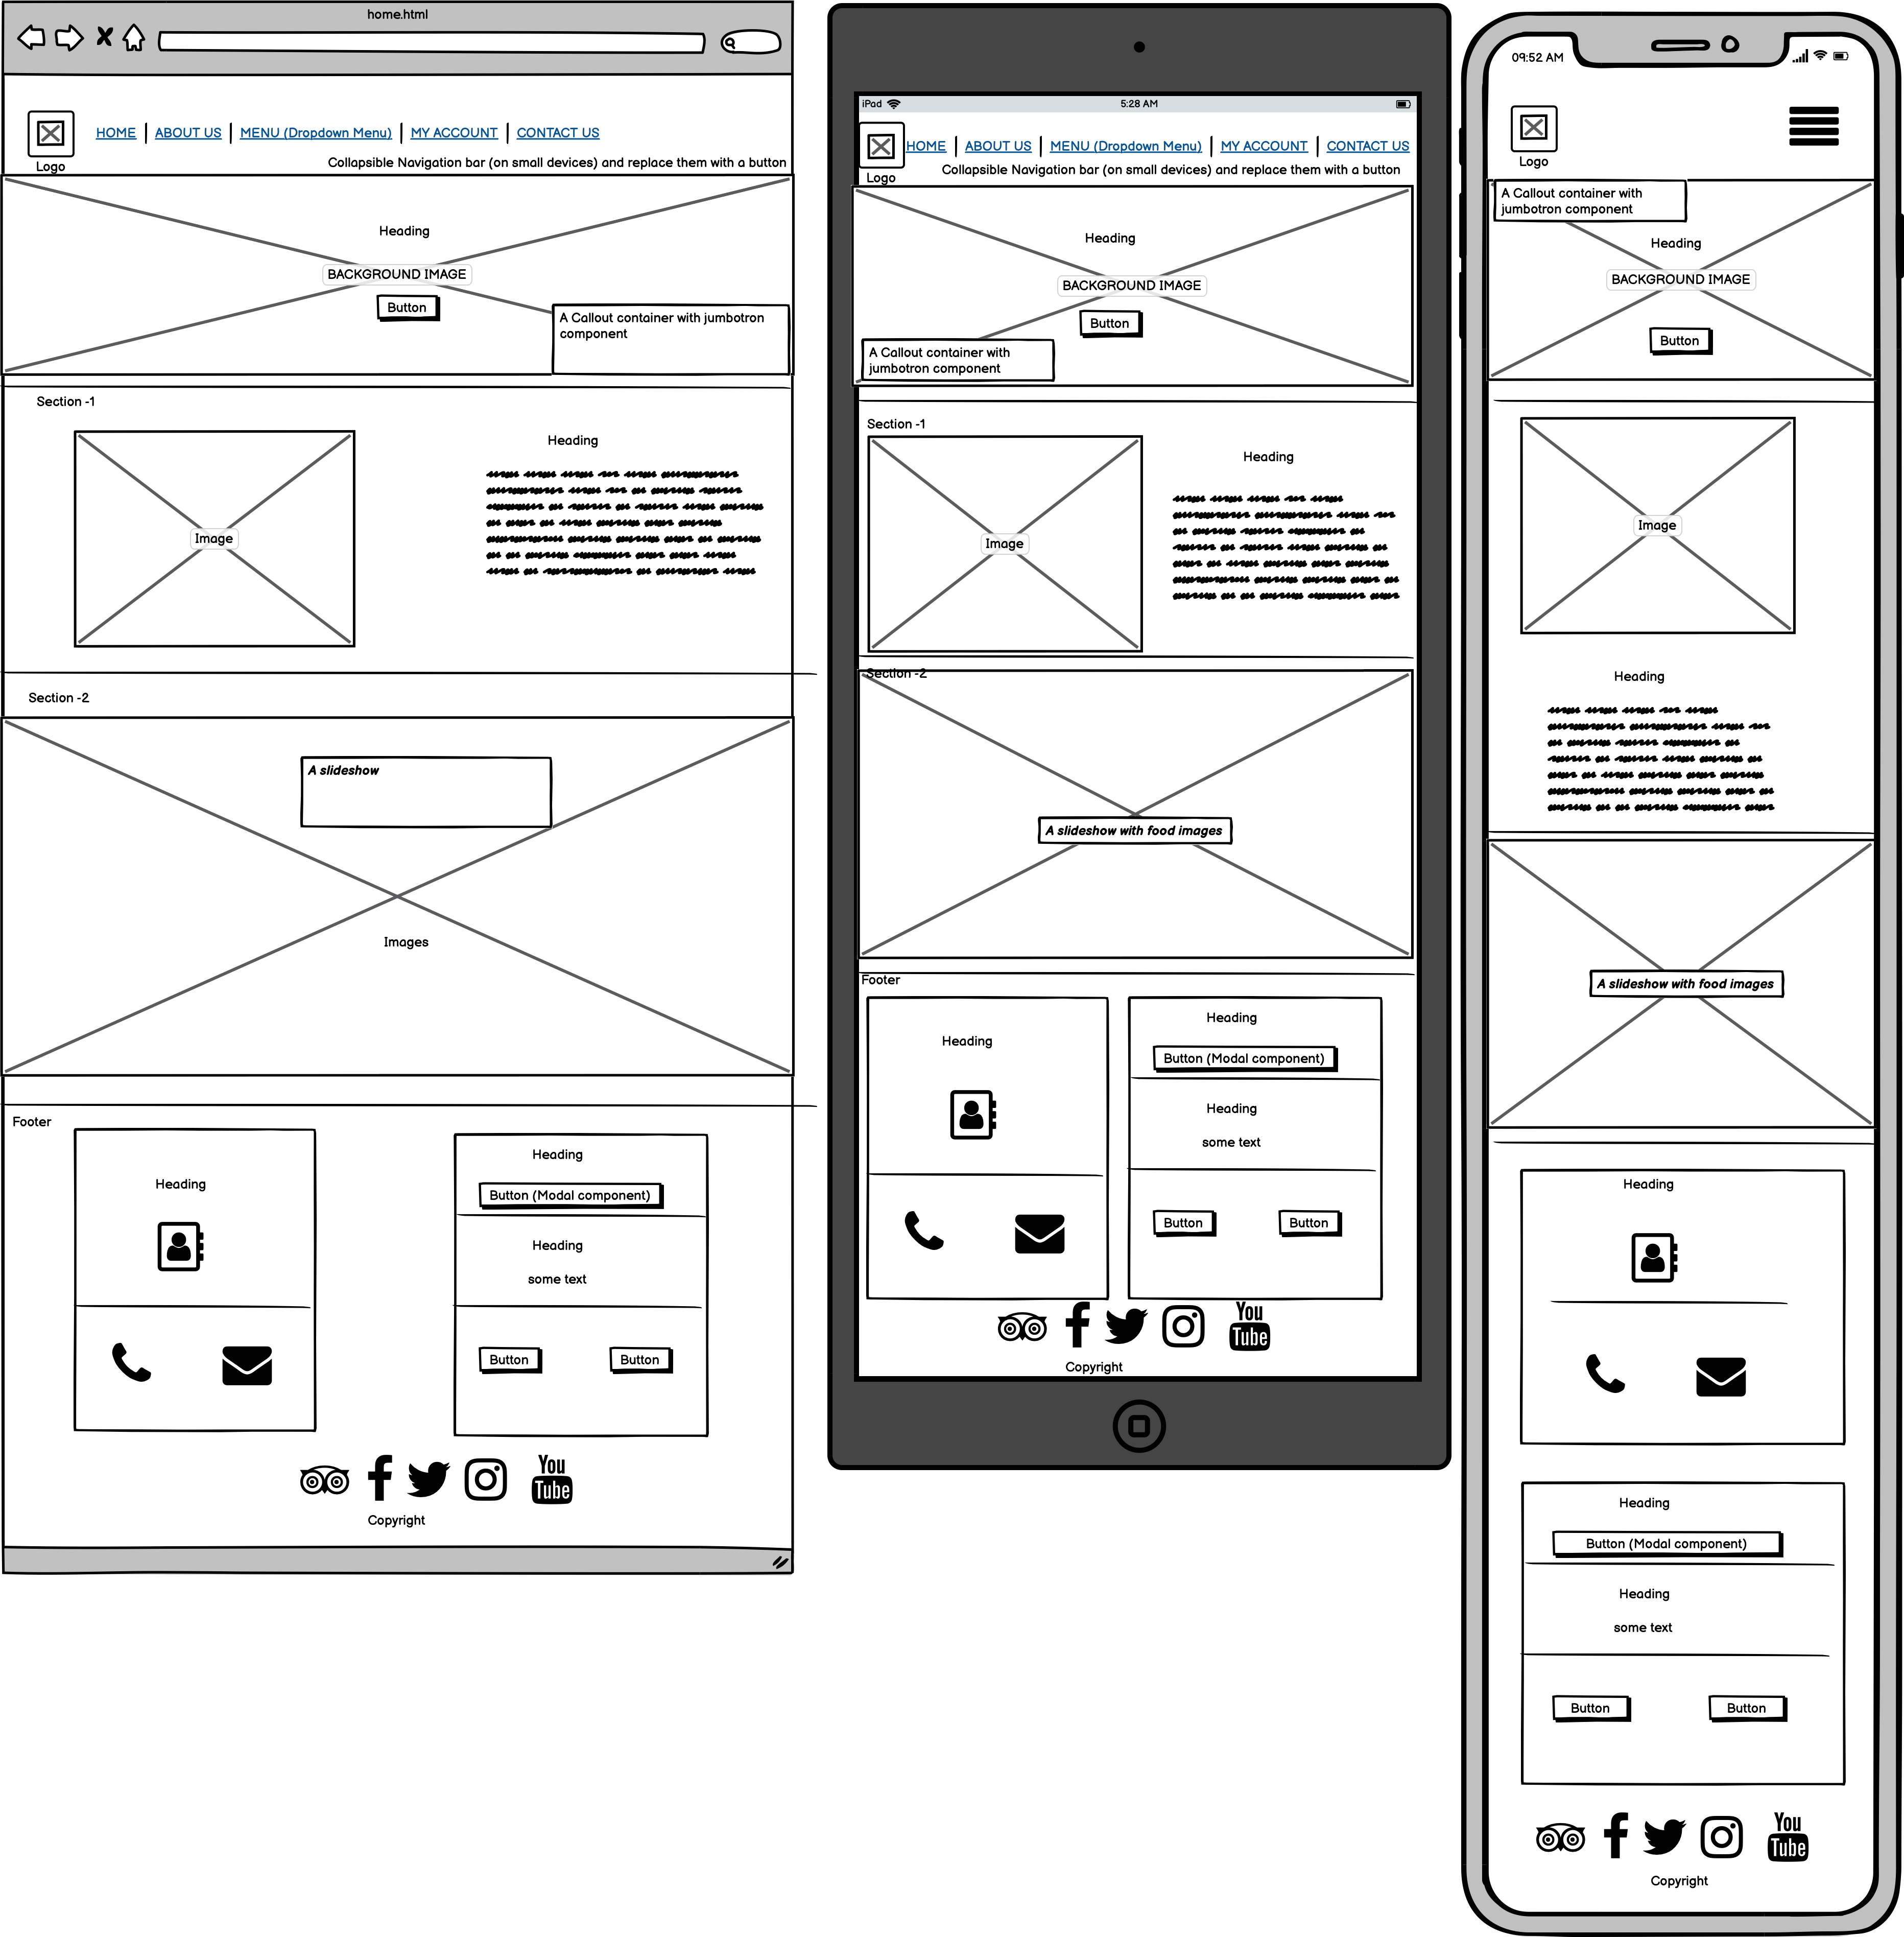 home.html
HOME
ABOUT US
MENU (Dropdown Menu)
MY ACCOUNT
CONTACT US
Logo
Collapsible Navigation bar (on small devices) and replace them with a button
Heading
BACKGROUND IMAGE
Button
A Callout container with jumbotron
component
Section -1
Heading
Image
Section -2
A slideshow
Images
Footer
Heading
Heading
Button (Modal component)
Heading
some text
Button
Button
You
Tube
Copyright
iPad
5:28 AM
HOME
ABOUT US
MENU (Dropdown Menu)
MY ACCOUNT
CONTACT US
Logo
Collapsible Navigation bar (on small devices) and replace them with a button
Heading
BACKGROUND IMAGE
Button
A Callout container with
jumbotron component
Section -1
Heading
Image
Section -2
A slideshow with food images
Footer
Heading
Heading
Button (Modal component)
Heading
some text
Button
Button
You
Tube
Copyright
09:52 AM
Logo
A Callout container with
jumbotron component
Heading
BACKGROUND IMAGE
Button
Image
Heading
A slideshow with food images
Heading
Heading
Button (Modal component)
Heading
some text
Button
Button
You
Tube
Copyright